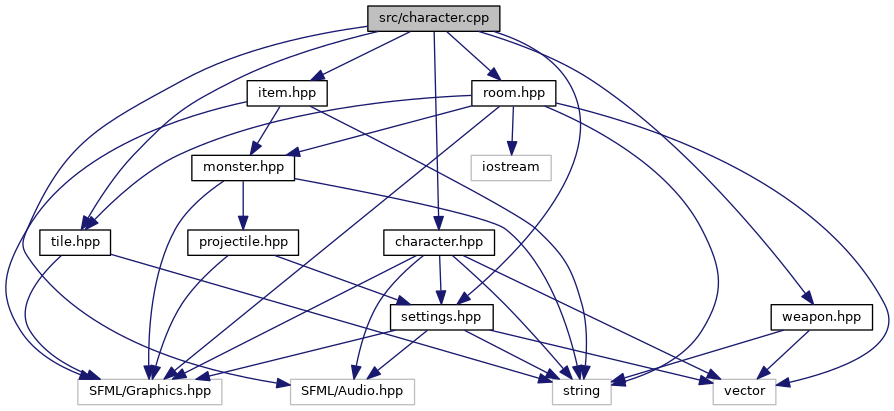 src/character.cpp
item.hpp
room.hpp
monster.hpp
iostream
tile.hpp
projectile.hpp
character.hpp
settings.hpp
weapon.hpp
SFML/Graphics.hpp
SFML/Audio.hpp
string
vector